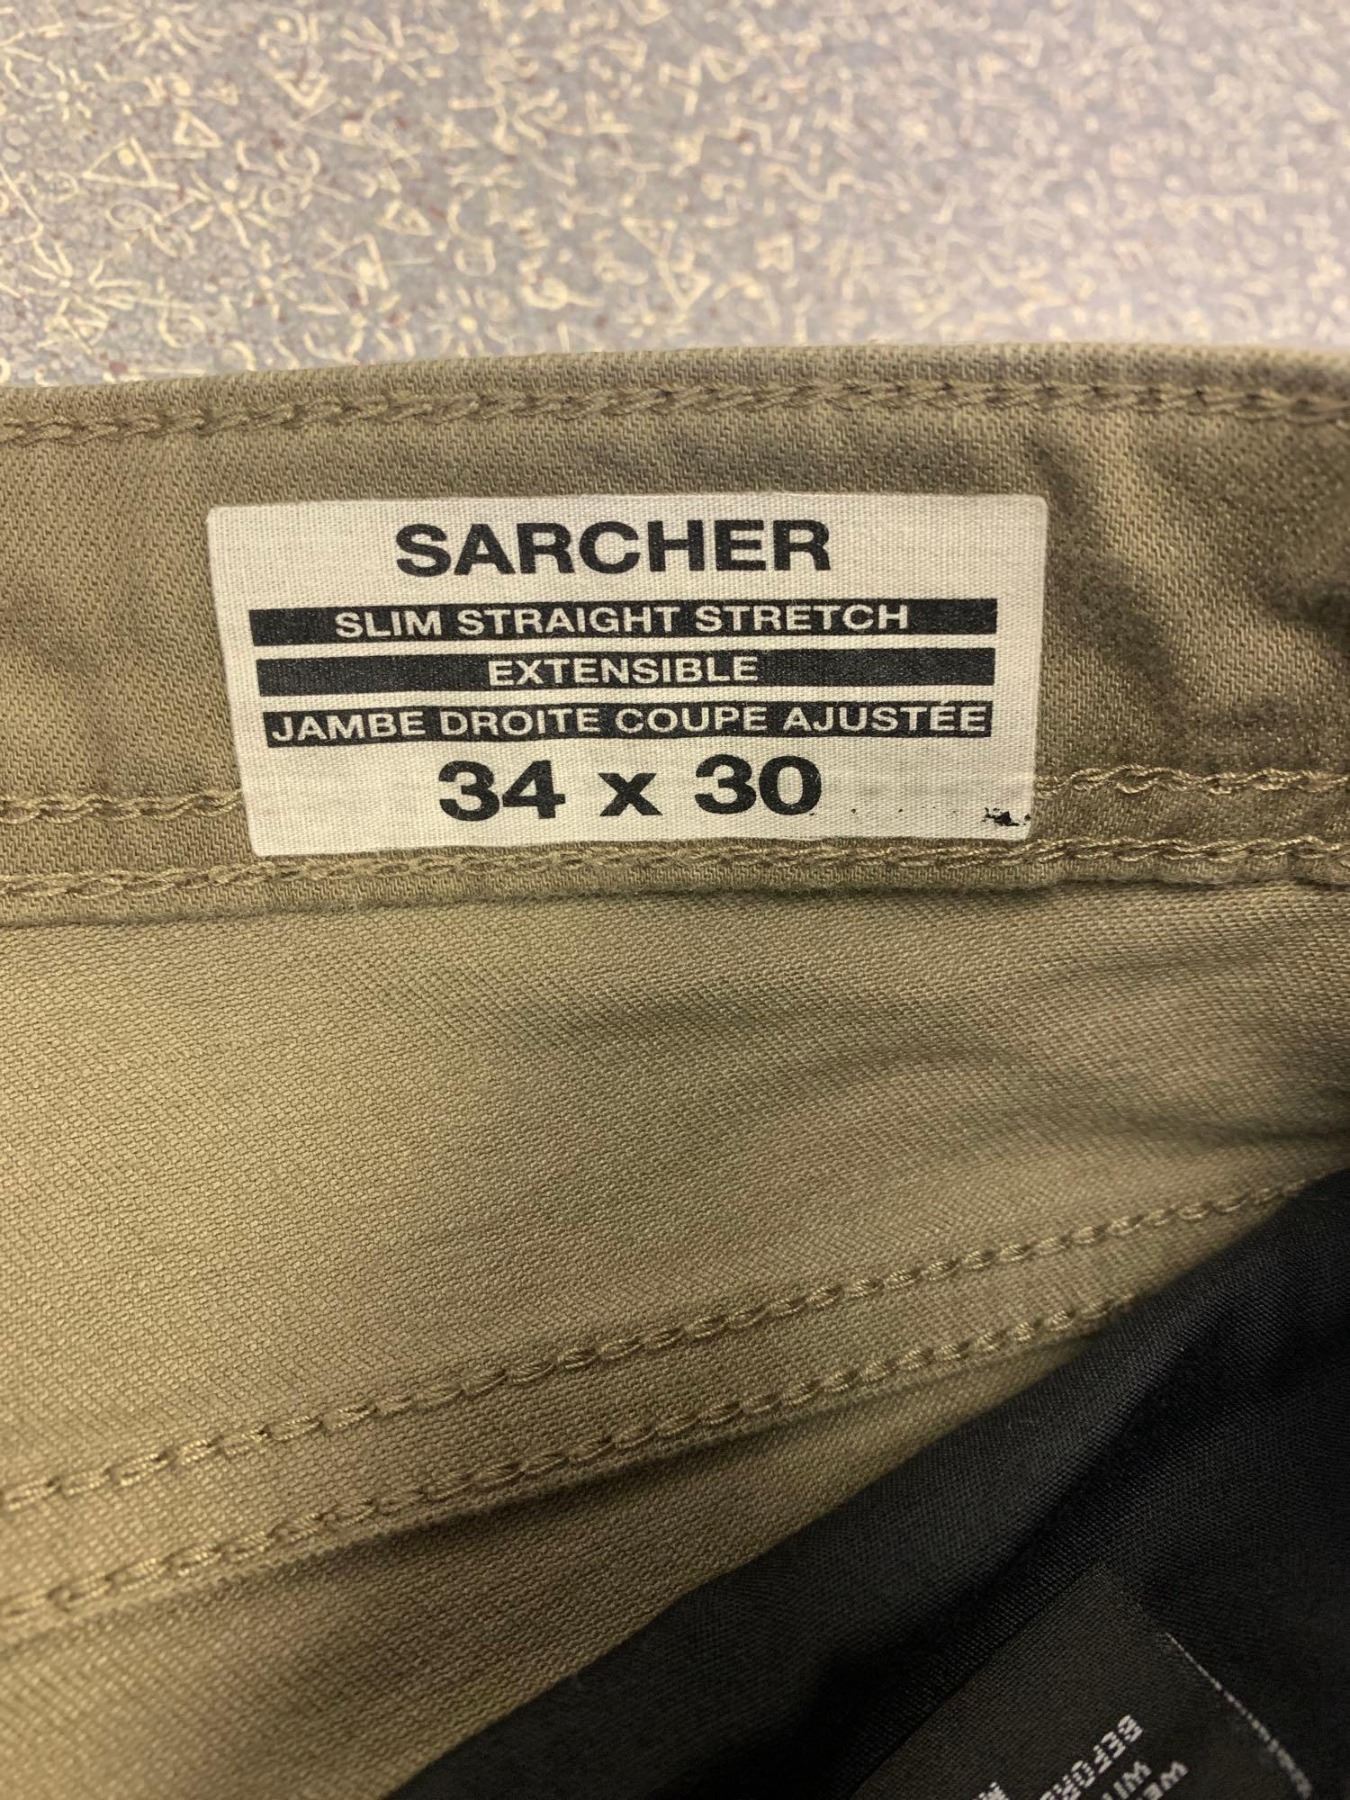 SARCHER
SLIM STRAIGHT STRETCH
EXTENSIBLE
JAMBE DROITE COUPE AJUSTÉE
34 x 30